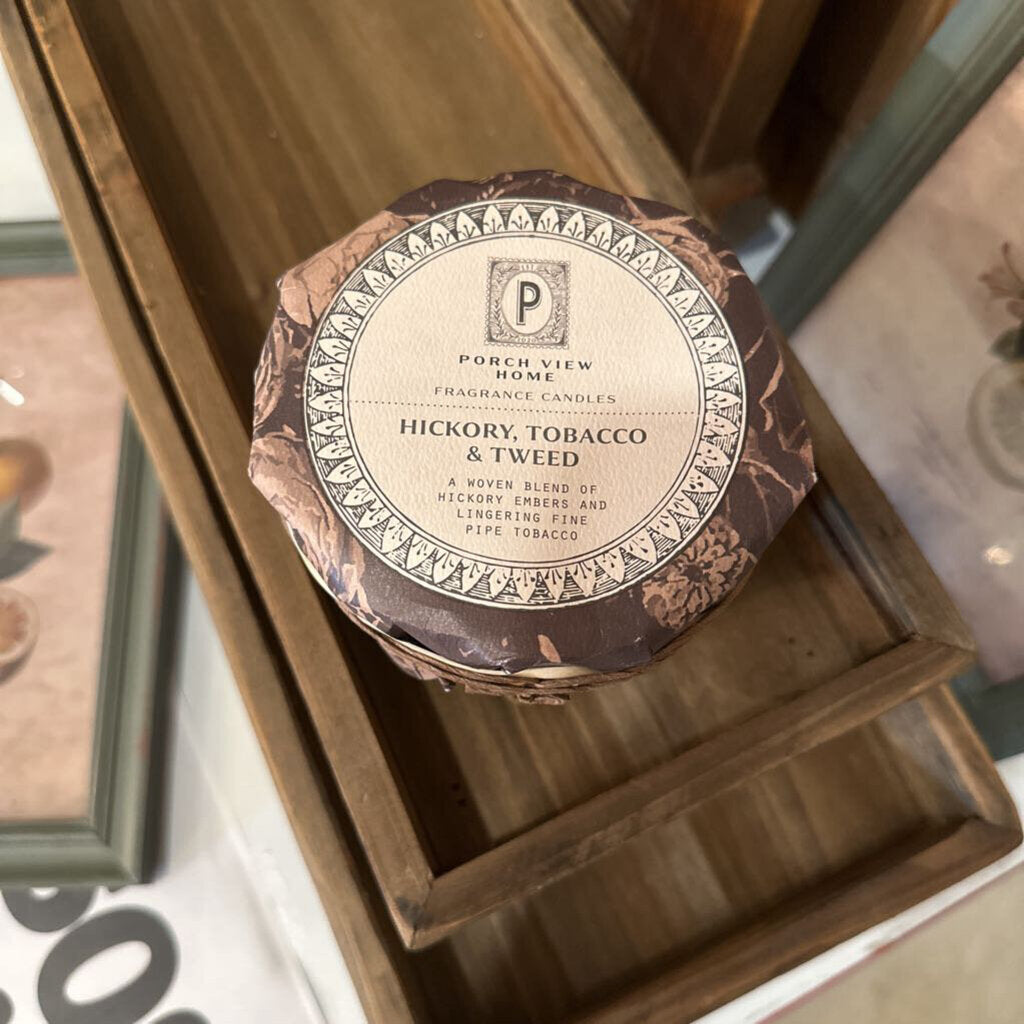 P
PORCH VIEW
HOME
FRAGRANCE CANDLES
HICKORY, TOBACCO
& TWEED
A WOVEN BLEND OF
HICKORY EMBERS AND
LINGERING FINE
PIPE TOBACCO